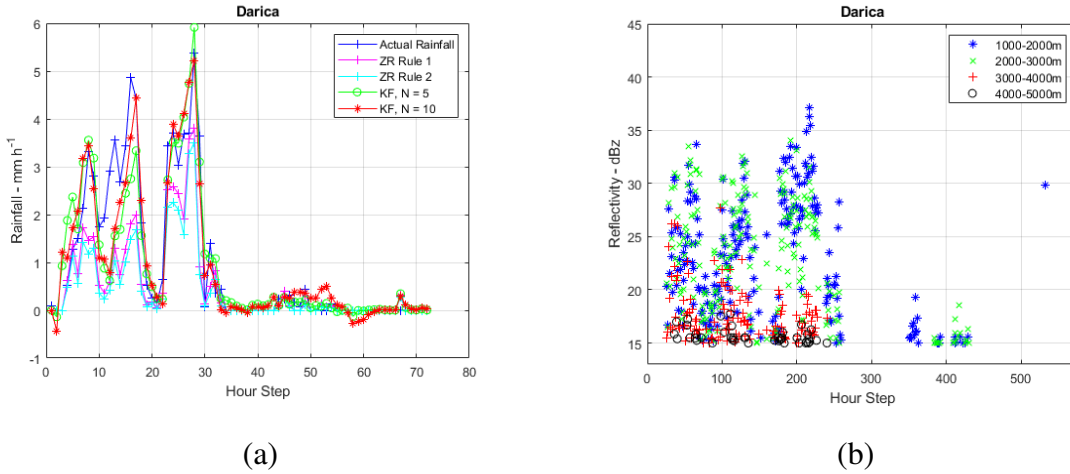 Darica
6
5
4
3
2
1
0
-1
Rainfall - mm h-1
0 10 20 30 40 50 60 70 80
Hour Step
Actual Rainfall
ZR Rule 1
ZR Rule 2
KF, N = 5
KF, N = 10
(a)
Darica
45
40
35
30
25
20
15
Reflectivity - dBz
0 100 200 300 400 500
Hour Step
1000-2000m
2000-3000m
3000-4000m
4000-5000m
(b)